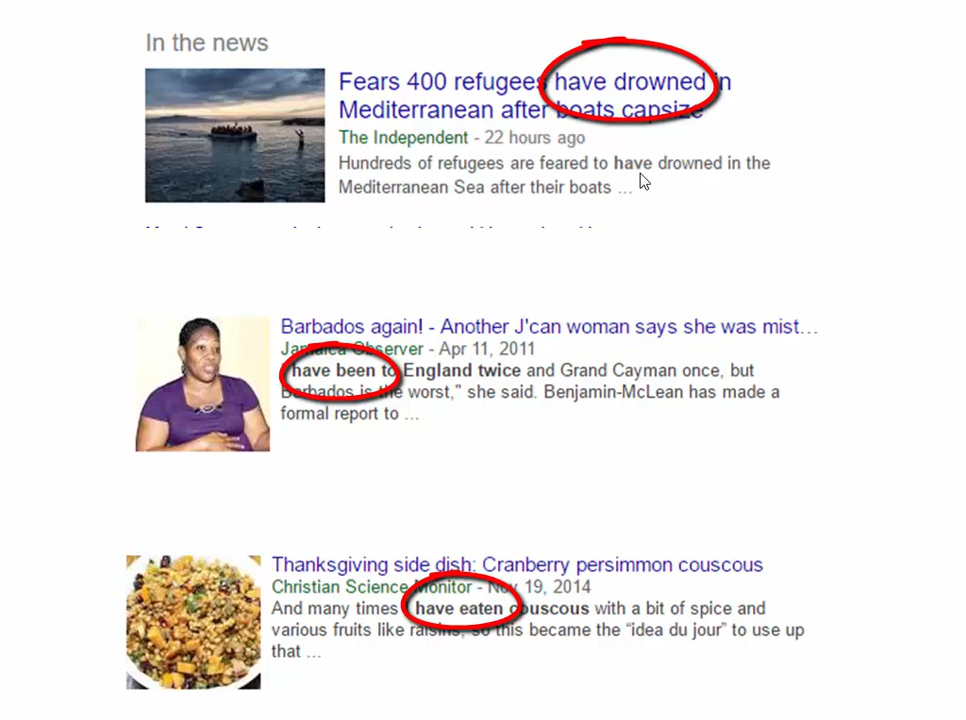 In the news
Fears 400 refugees have drowned in
Mediterranean after boats capsize
The Independent - 22 hours ago
Hundreds of refugees are feared to have drowned in the
Mediterranean Sea after their boats ...
Barbados again! - Another J'can woman says she was mist...
Jamaica Observer - Apr 11, 2011
have been to England twice and Grand Cayman once, but
Barbados is the worst," she said. Benjamin-McLean has made a
formal report to ...
Thanksgiving side dish: Cranberry persimmon couscous
Christian Science Monitor - Nov 19, 2014
And many times have eaten couscous with a bit of spice and
various fruits like raisins, so this became the “idea du jour” to use up
that ...